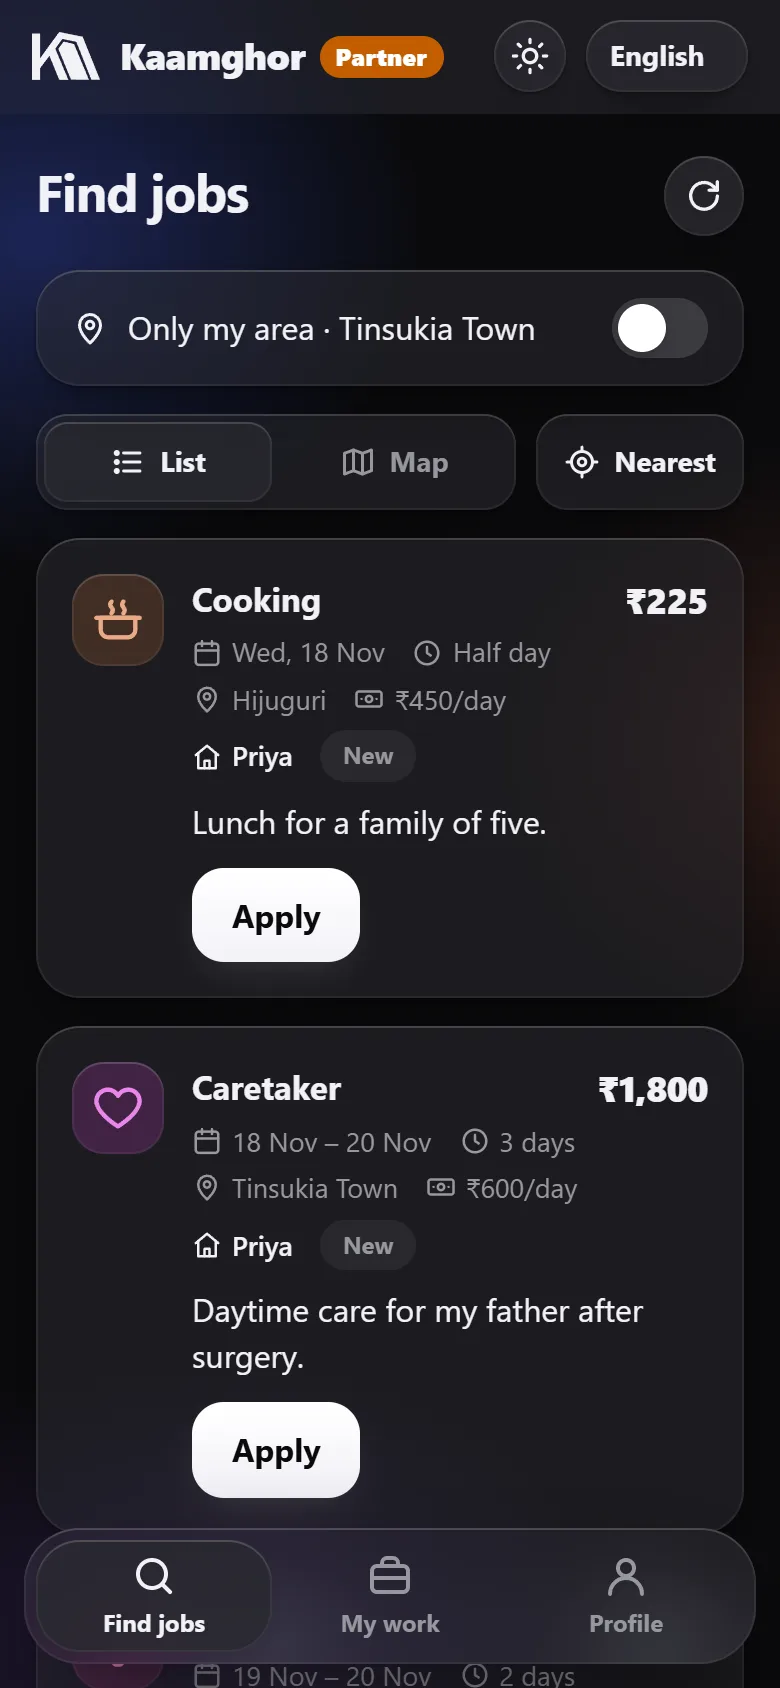 Kaamghor Partner English
Find jobs
Only my area · Tinsukia Town
List Map Nearest
Cooking ₹225
Wed, 18 Nov Half day
Hijuguri ₹450/day
Priya New
Lunch for a family of five.
Apply
Caretaker ₹1,800
18 Nov – 20 Nov 3 days
Tinsukia Town ₹600/day
Priya New
Daytime care for my father after
surgery.
Apply
Find jobs My work Profile
19 Nov – 20 Nov 2 days